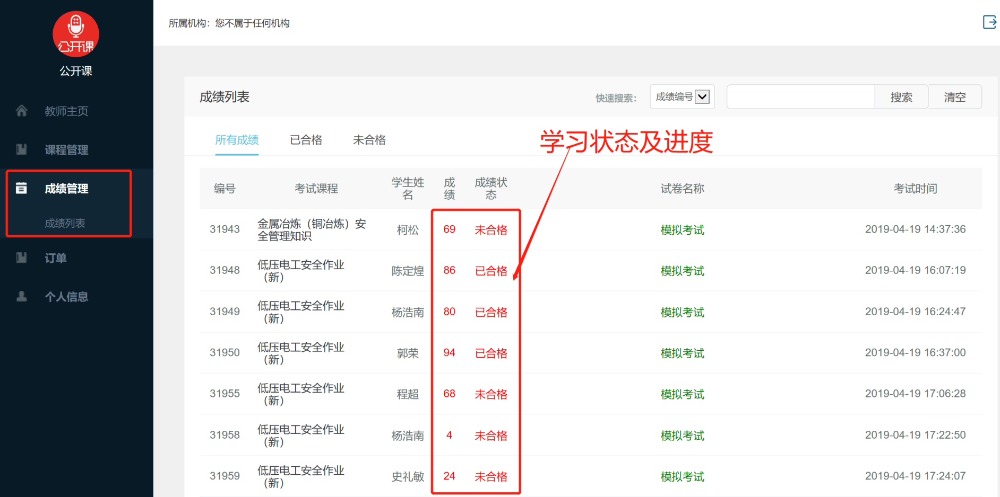 公开课
公开课
教师主页
课程管理
成绩管理
成绩列表
订单
个人信息
所属机构：您不属于任何机构
成绩列表
快速搜索：
成绩编号
搜索
清空
所有成绩 已合格 未合格
学习状态及进度
编号 考试课程 学生姓名 成绩 成绩状态 试卷名称 考试时间
31943 金属冶炼（铜冶炼）安全管理知识 柯松 69 未合格 模拟考试 2019-04-19 14:37:36
31948 低压电工安全作业（新） 陈定煌 86 已合格 模拟考试 2019-04-19 16:07:19
31949 低压电工安全作业（新） 杨浩南 80 已合格 模拟考试 2019-04-19 16:24:47
31950 低压电工安全作业（新） 郭荣 94 已合格 模拟考试 2019-04-19 16:37:00
31955 低压电工安全作业（新） 程超 68 未合格 模拟考试 2019-04-19 17:06:28
31958 低压电工安全作业（新） 杨浩南 4 未合格 模拟考试 2019-04-19 17:22:50
31959 低压电工安全作业（新） 史礼敏 24 未合格 模拟考试 2019-04-19 17:24:07